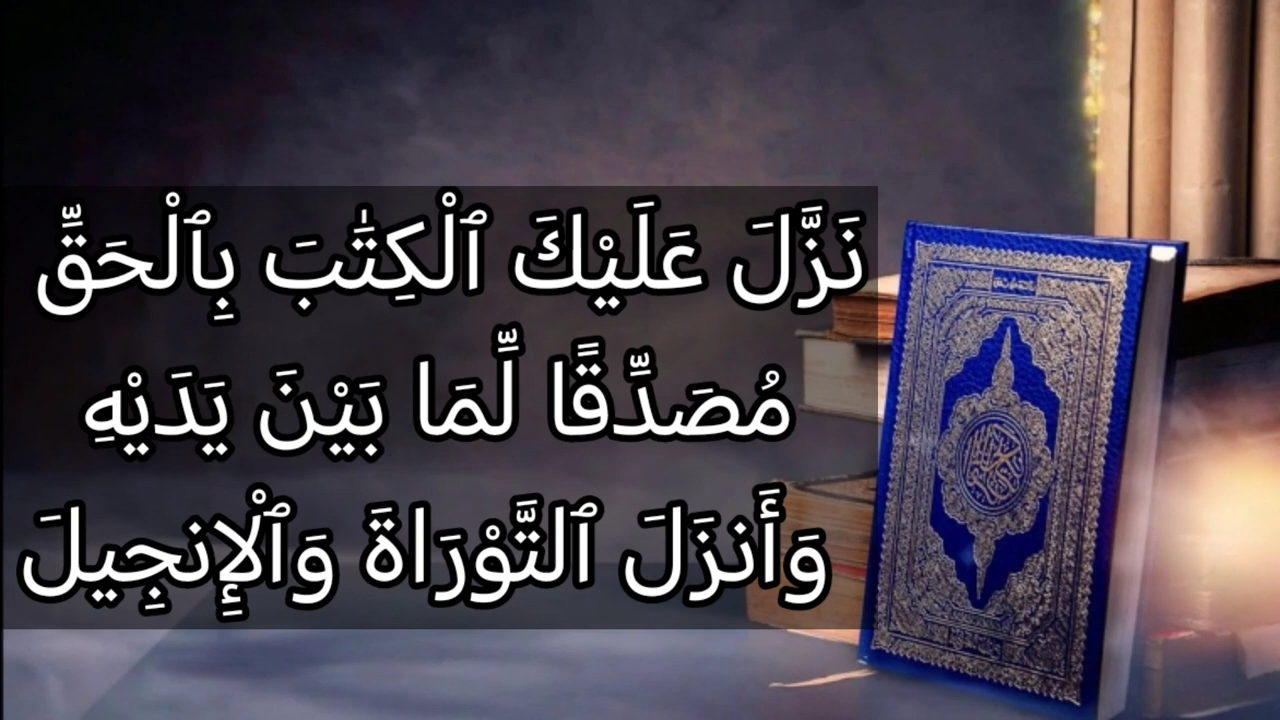 نَزَّلَ عَلَيْكَ ٱلْكِتَٰبَ بِٱلْحَقِّ
مُصَدِّقًا لِّمَا بَيْنَ يَدَيْهِ
وَأَنزَلَ ٱلتَّوْرَاةَ وَٱلْإِنجِيلَ